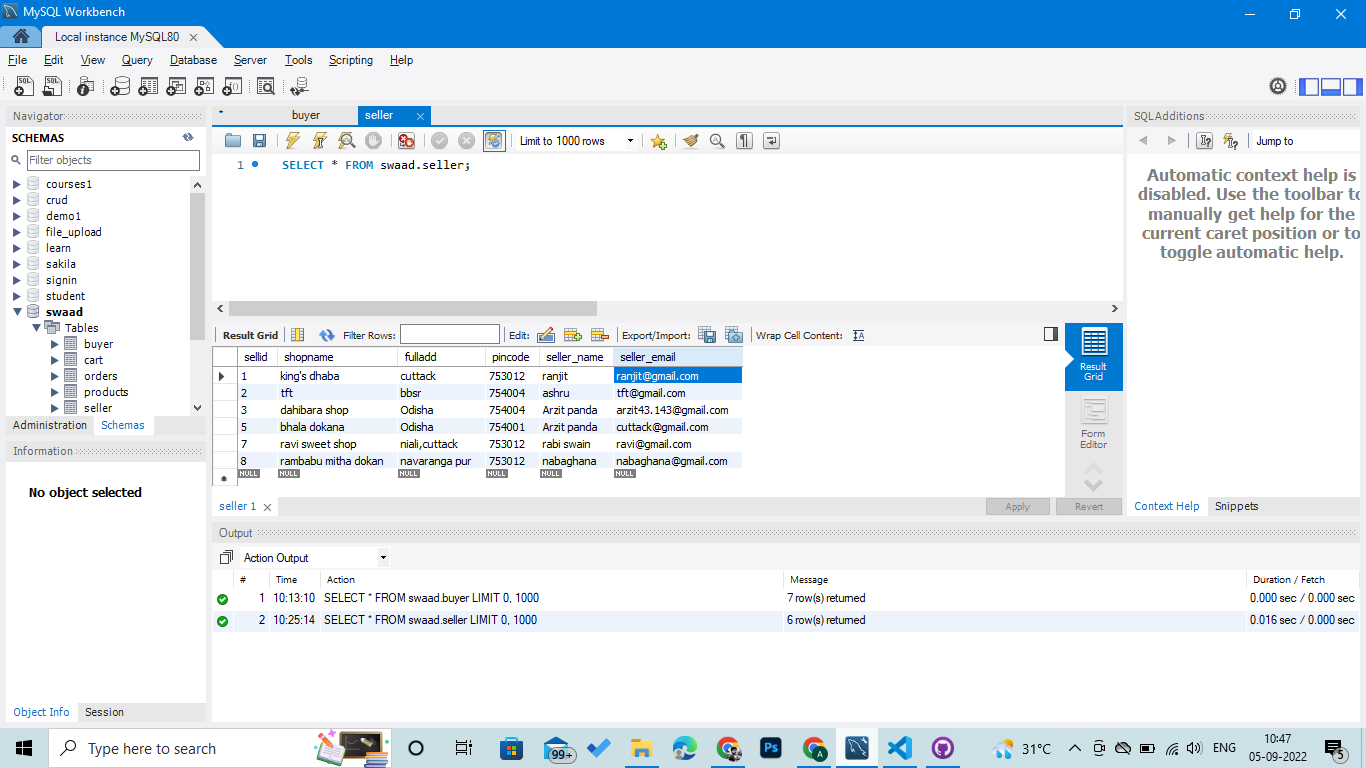 MySQL Workbench
Local instance MySQL80
File Edit View Query Database Server Tools Scripting Help
Navigator
SCHEMAS
Filter objects
courses1
crud
demo1
file_upload
learn
sakila
signin
student
swaad
Tables
buyer
cart
orders
products
seller
Administration Schemas
Information
No object selected
Object Info Session
buyer seller
Limit to 1000 rows
1 SELECT * FROM swaad.seller;
Result Grid Filter Rows: Edit: Export/Import: Wrap Cell Content:
sellid shopname fulladd pincode seller_name seller_email
1 king's dhaba cuttack 753012 ranjit ranjit@gmail.com
2 tft bbsr 754004 ashru tft@gmail.com
3 dahibara shop Odisha 754004 Arzit panda arzit43.143@gmail.com
5 bhala dokana Odisha 754001 Arzit panda cuttack@gmail.com
7 ravi sweet shop niali,cuttack 753012 rabi swain ravi@gmail.com
8 rambabu mitha dokan navaranga pur 753012 nabaghana nabaghana@gmail.com
NULL NULL NULL NULL NULL NULL
Result
Grid
Form
Editor
seller 1 Apply Revert
SQLAdditions
Jump to
Automatic context help is
disabled. Use the toolbar to
manually get help for the
current caret position or to
toggle automatic help.
Context Help Snippets
Output
Action Output
# Time Action Message Duration / Fetch
1 10:13:10 SELECT * FROM swaad.buyer LIMIT 0, 1000 7 row(s) returned 0.000 sec / 0.000 sec
2 10:25:14 SELECT * FROM swaad.seller LIMIT 0, 1000 6 row(s) returned 0.016 sec / 0.000 sec
Type here to search
99+
Ps
A
31°C
ENG
10:47
05-09-2022
5